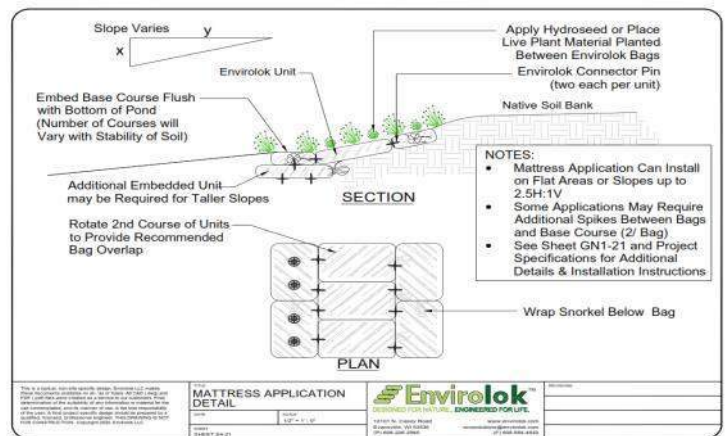 Slope Varies
y
x
Apply Hydroseed or Place
Live Plant Material Planted
Between Envirolok Bags
Envirolok Unit
Envirolok Connector Pin
(two each per unit)
Embed Base Course Flush
with Bottom of Pond
(Number of Courses will
Vary with Stability of Soil)
Native Soil Bank
Additional Embedded Unit
may be Required for Taller Slopes
SECTION
NOTES:
• Mattress Application Can Install
on Flat Areas or Slopes up to
2.5H:1V
• Some Applications May Require
Additional Spikes Between Bags
and Base Course (2/ Bag)
• See Sheet GN1-21 and Project
Specifications for Additional
Details & Installation Instructions
Rotate 2nd Course of Units
to Provide Recommended
Bag Overlap
Wrap Snorkel Below Bag
PLAN
MATTRESS APPLICATION
DETAIL
Envirolok™
DESIGNED FOR NATURE. ENGINEERED FOR LIFE.